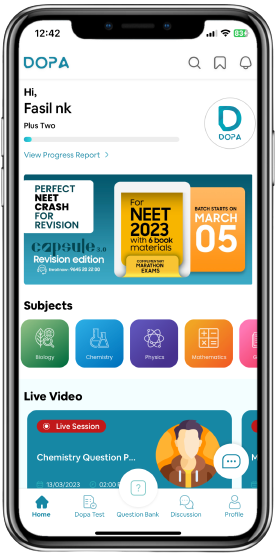 12:42
DOPA
Hi,
Fasil nk
Plus Two
DOPA
View Progress Report >
PERFECT
NEET
CRASH
FOR
REVISION
capsule 3.0
Revision edition
9645 20 22 00
For
NEET
2023
with 6 book
materials
COMPLIMENTARY
MARATHON
EXAMS
BATCH STARTS ON
MARCH
05
Subjects
Biology
Chemistry
Physics
Mathematics
Live Video
Live Session
Chemistry Question P...
13/03/2023
02:00
Home
Dopa Test
Question Bank
Discussion
Profile